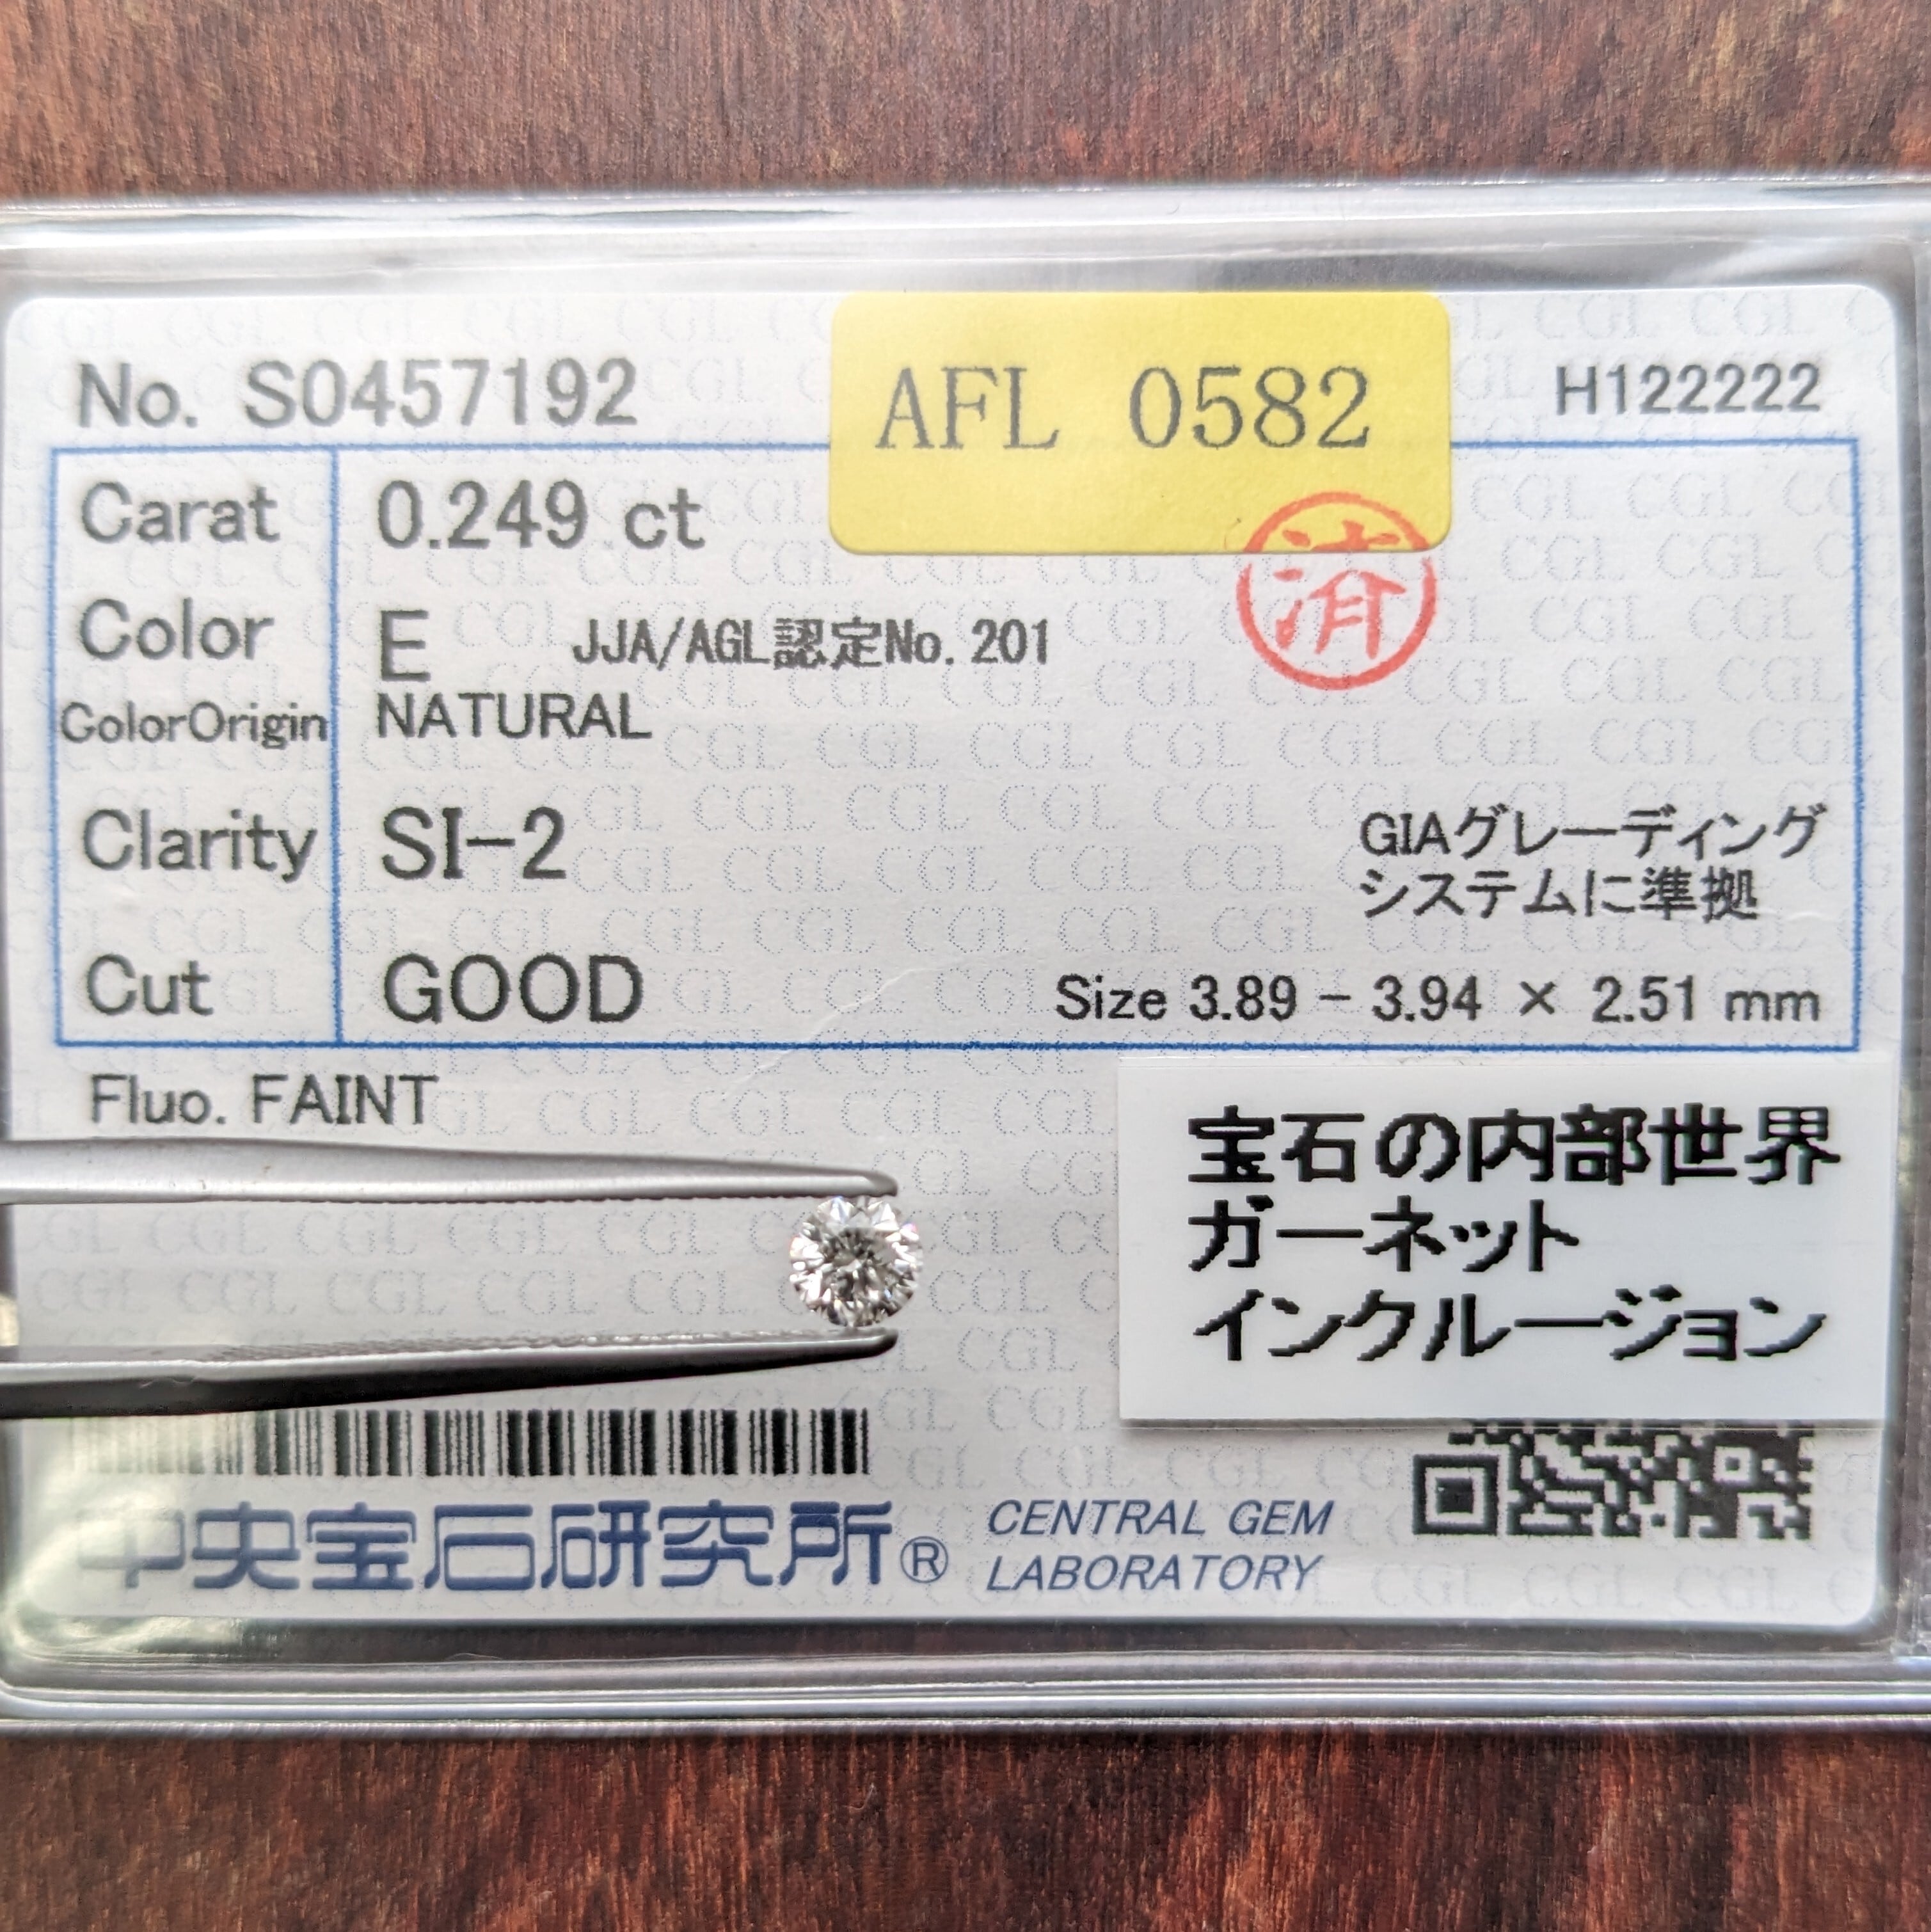 No. S0457192
AFL 0582
H122222
Carat 0.249 ct
済
Color E JJA/AGL認定No.201
ColorOrigin NATURAL
Clarity SI-2
GIAグレーディング
システムに準拠
Cut GOOD
Size 3.89 - 3.94 × 2.51 mm
Fluo. FAINT
宝石の内部世界
ガーネット
インクルージョン
中央宝石研究所®
CENTRAL GEM
LABORATORY